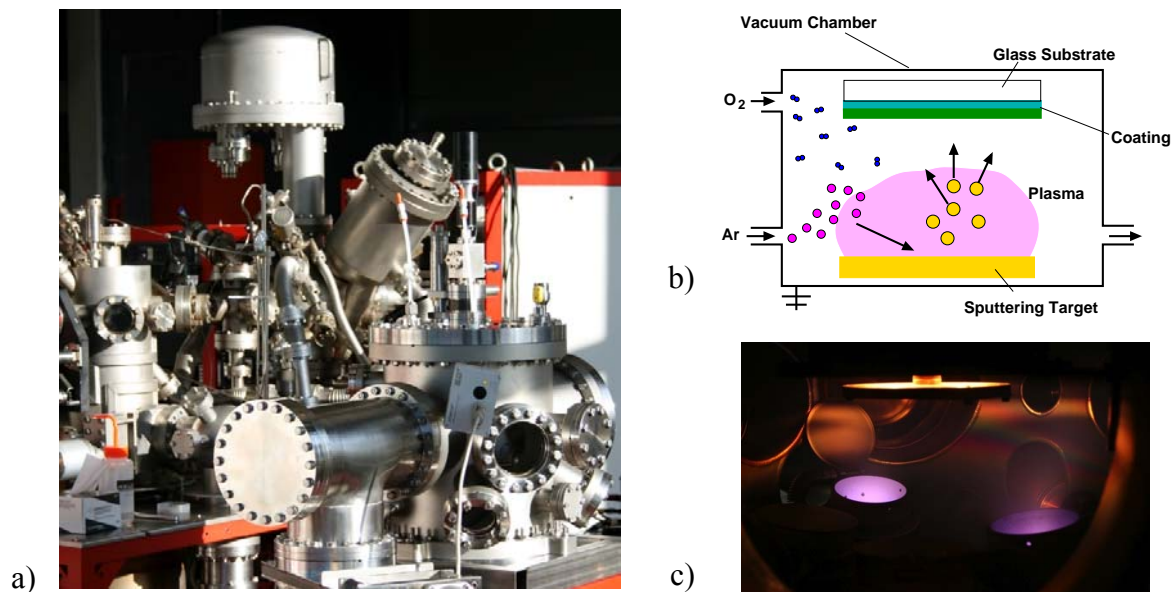 a)
b)
Vacuum Chamber
Glass Substrate
O2
Coating
Plasma
Ar
Sputtering Target
c)